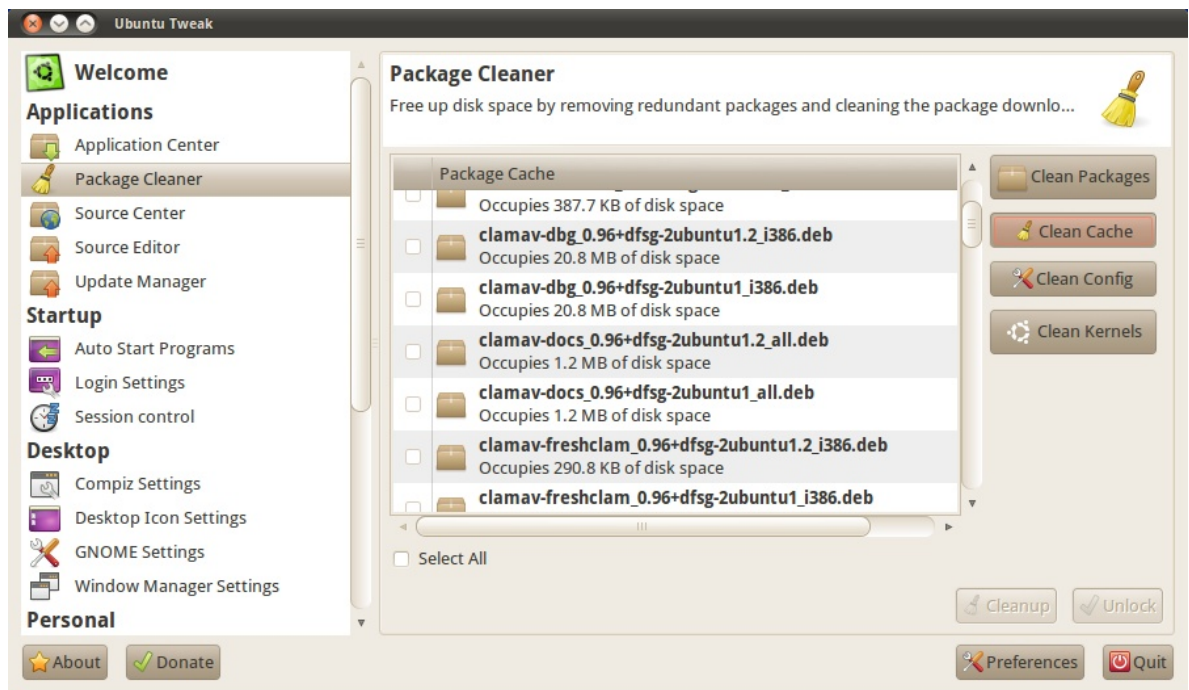 Ubuntu Tweak
Welcome
Applications
Application Center
Package Cleaner
Source Center
Source Editor
Update Manager
Startup
Auto Start Programs
Login Settings
Session control
Desktop
Compiz Settings
Desktop Icon Settings
GNOME Settings
Window Manager Settings
Personal
Package Cleaner
Free up disk space by removing redundant packages and cleaning the package downlo...
Package Cache
Occupies 387.7 KB of disk space
clamav-dbg_0.96+dfsg-2ubuntu1.2_i386.deb
Occupies 20.8 MB of disk space
clamav-dbg_0.96+dfsg-2ubuntu1_i386.deb
Occupies 20.8 MB of disk space
clamav-docs_0.96+dfsg-2ubuntu1.2_all.deb
Occupies 1.2 MB of disk space
clamav-docs_0.96+dfsg-2ubuntu1_all.deb
Occupies 1.2 MB of disk space
clamav-freshclam_0.96+dfsg-2ubuntu1.2_i386.deb
Occupies 290.8 KB of disk space
clamav-freshclam_0.96+dfsg-2ubuntu1_i386.deb
Select All
Clean Packages
Clean Cache
Clean Config
Clean Kernels
Cleanup
Unlock
About
Donate
Preferences
Quit